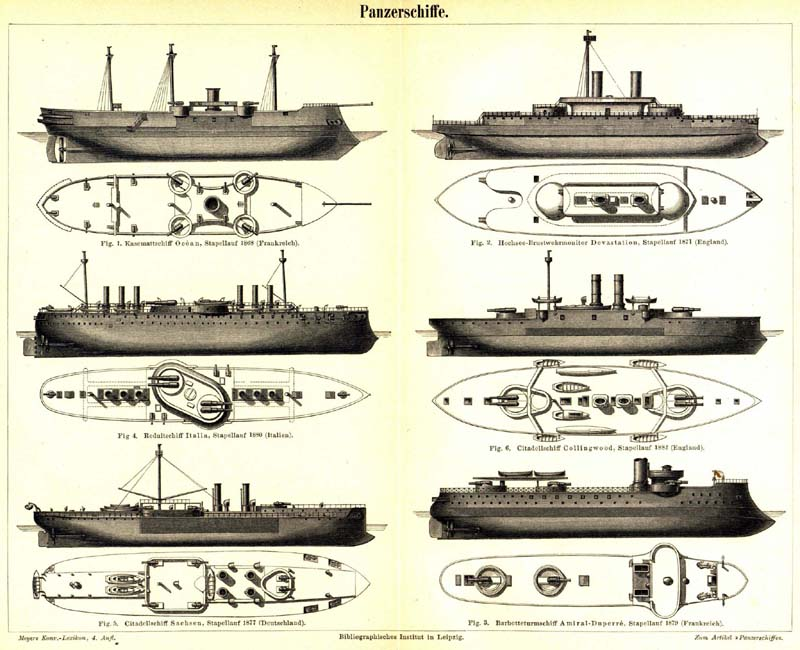 Panzerschiffe.
Fig. 1. Kasemattschiff Océan, Stapellauf 1868 (Frankreich).
Fig. 2. Hochsee-Brustwehrmonitor Devastation, Stapellauf 1871 (England).
Fig 4. Reduitschiff Italia, Stapellauf 1880 (Italien).
Fig. 6. Citadellschiff Collingwood, Stapellauf 1882 (England).
Fig. 5. Citadellschiff Sachsen, Stapellauf 1877 (Deutschland).
Fig. 3. Barbetteturmschiff Amiral-Duperré, Stapellauf 1879 (Frankreich).
Meyers Konv.-Lexikon, 4. Aufl.
Bibliographisches Institut in Leipzig.
Zum Artikel »Panzerschiffe«.